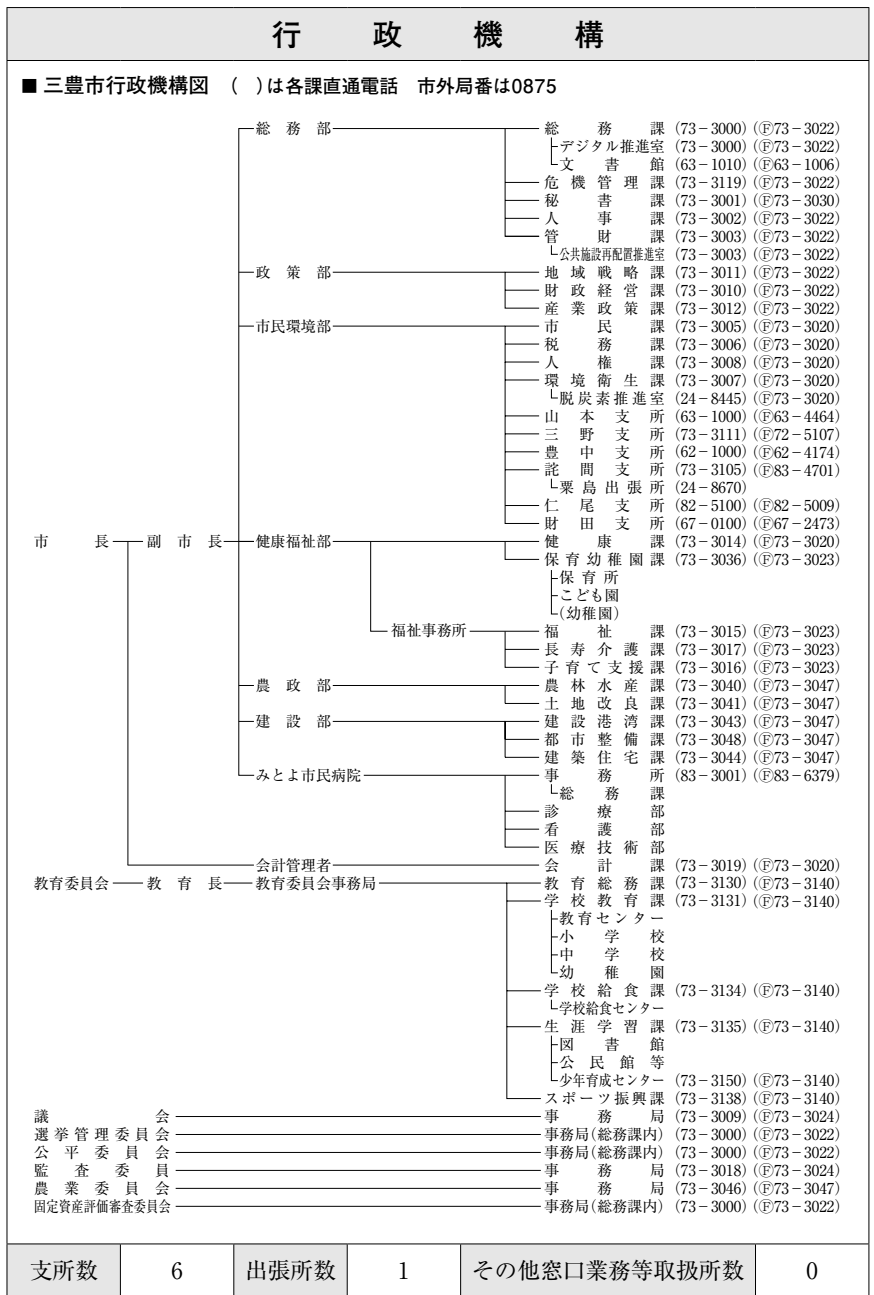 行政機構
■ 三豊市行政機構図 ( )は各課直通電話 市外局番は0875
総務部 総務課 (73-3000) (Ⓕ73-3022)
デジタル推進室 (73-3000) (Ⓕ73-3022)
文書館 (63-1010) (Ⓕ63-1006)
危機管理課 (73-3119) (Ⓕ73-3022)
秘書課 (73-3001) (Ⓕ73-3030)
人事課 (73-3002) (Ⓕ73-3022)
管財課 (73-3003) (Ⓕ73-3022)
公共施設再配置推進室 (73-3003) (Ⓕ73-3022)
政策部 地域戦略課 (73-3011) (Ⓕ73-3022)
財政経営課 (73-3010) (Ⓕ73-3022)
産業政策課 (73-3012) (Ⓕ73-3022)
市民環境部 市民課 (73-3005) (Ⓕ73-3020)
税務課 (73-3006) (Ⓕ73-3020)
人権課 (73-3008) (Ⓕ73-3020)
環境衛生課 (73-3007) (Ⓕ73-3020)
脱炭素推進室 (24-8445) (Ⓕ73-3020)
山本支所 (63-1000) (Ⓕ63-4464)
三野支所 (73-3111) (Ⓕ72-5107)
豊中支所 (62-1000) (Ⓕ62-4174)
詫間支所 (73-3105) (Ⓕ83-4701)
粟島出張所 (24-8670)
仁尾支所 (82-5100) (Ⓕ82-5009)
財田支所 (67-0100) (Ⓕ67-2473)
市長 副市長 健康福祉部 健康課 (73-3014) (Ⓕ73-3020)
保育幼稚園課 (73-3036) (Ⓕ73-3023)
保育所
こども園
(幼稚園)
福祉事務所 福祉課 (73-3015) (Ⓕ73-3023)
長寿介護課 (73-3017) (Ⓕ73-3023)
子育て支援課 (73-3016) (Ⓕ73-3023)
農政部 農林水産課 (73-3040) (Ⓕ73-3047)
土地改良課 (73-3041) (Ⓕ73-3047)
建設部 建設港湾課 (73-3043) (Ⓕ73-3047)
都市整備課 (73-3048) (Ⓕ73-3047)
建築住宅課 (73-3044) (Ⓕ73-3047)
みとよ市民病院 事務所 (83-3001) (Ⓕ83-6379)
総務課
診療部
看護部
医療技術部
会計管理者 会計課 (73-3019) (Ⓕ73-3020)
教育委員会 教育長 教育委員会事務局 教育総務課 (73-3130) (Ⓕ73-3140)
学校教育課 (73-3131) (Ⓕ73-3140)
教育センター
小学校
中学校
幼稚園
学校給食課 (73-3134) (Ⓕ73-3140)
学校給食センター
生涯学習課 (73-3135) (Ⓕ73-3140)
図書館
公民館等
少年育成センター (73-3150) (Ⓕ73-3140)
スポーツ振興課 (73-3138) (Ⓕ73-3140)
議会 事務局 (73-3009) (Ⓕ73-3024)
選挙管理委員会 事務局(総務課内) (73-3000) (Ⓕ73-3022)
公平委員会 事務局(総務課内) (73-3000) (Ⓕ73-3022)
監査委員 事務局 (73-3018) (Ⓕ73-3024)
農業委員会 事務局 (73-3046) (Ⓕ73-3047)
固定資産評価審査委員会 事務局(総務課内) (73-3000) (Ⓕ73-3022)
支所数 6 出張所数 1 その他窓口業務等取扱所数 0